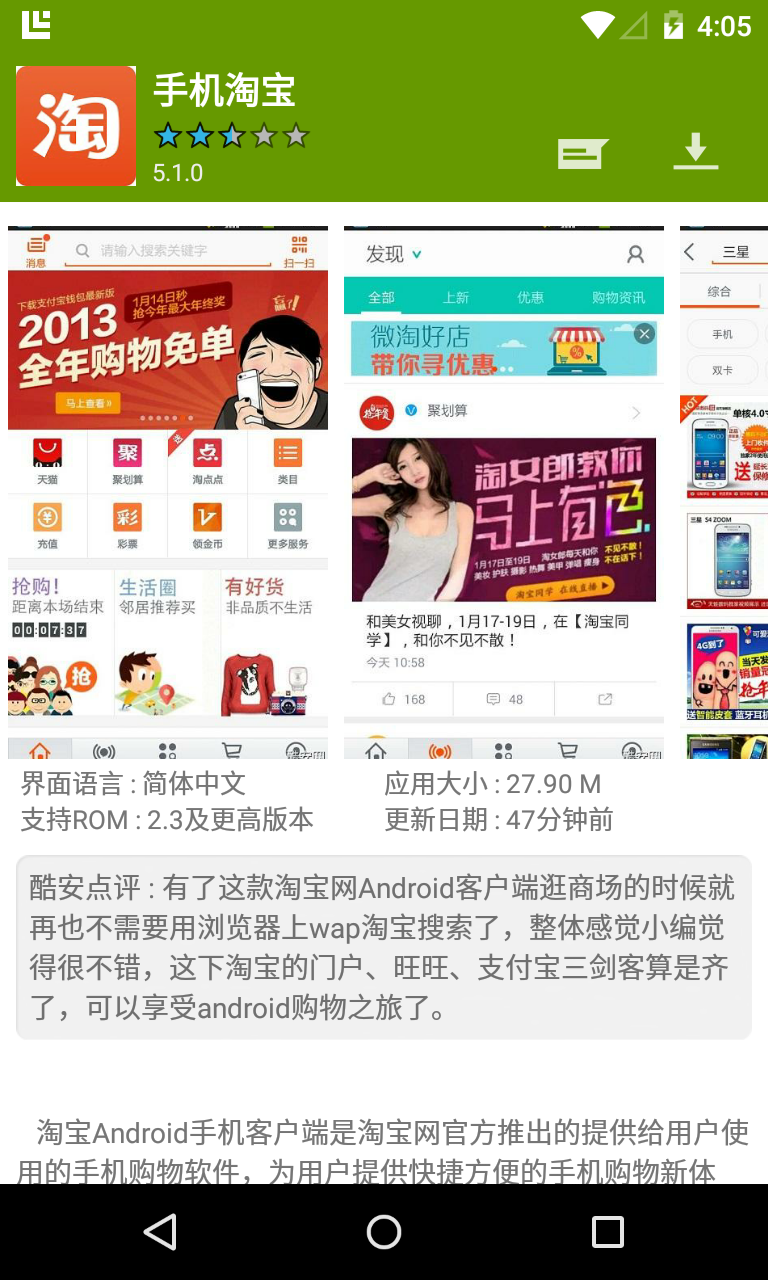 4:05
淘
手机淘宝
5.1.0
消息
请输入搜索关键字
扫一扫
下载支付宝钱包最新版
1月14日秒
抢今年最大年终奖
2013
全年购物免单
马上查看»
天猫
聚
聚划算
点
淘点点
类目
充值
彩
彩票
领金币
更多服务
抢购!
距离本场结束
00:07:37
抢
生活圈
邻居推荐买
有好货
非品质不生活
发现
全部
上新
优惠
购物资讯
微淘好店
带你寻优惠
聚划算
淘女郎教你
马上有色
1月17日至19日 淘女郎每天和你
美妆 护肤 摄影 热舞 美甲 弹唱 瘦身
不见不散!
不在话下!
淘宝同学 在线直播
和美女视聊，1月17-19日，在【淘宝同
学】，和你不见不散！
今天 10:58
168
48
三星
综合
手机
双卡
HOT
单核4.0寸
送
三星 S4 ZOOM
4G到了
当天发
销量冠
抢年
送智能皮套 蓝牙耳机
界面语言 : 简体中文
应用大小 : 27.90 M
支持ROM : 2.3及更高版本
更新日期 : 47分钟前
酷安点评 : 有了这款淘宝网Android客户端逛商场的时候就
再也不需要用浏览器上wap淘宝搜索了，整体感觉小编觉
得很不错，这下淘宝的门户、旺旺、支付宝三剑客算是齐
了，可以享受android购物之旅了。
淘宝Android手机客户端是淘宝网官方推出的提供给用户使
用的手机购物软件，为用户提供快捷方便的手机购物新体